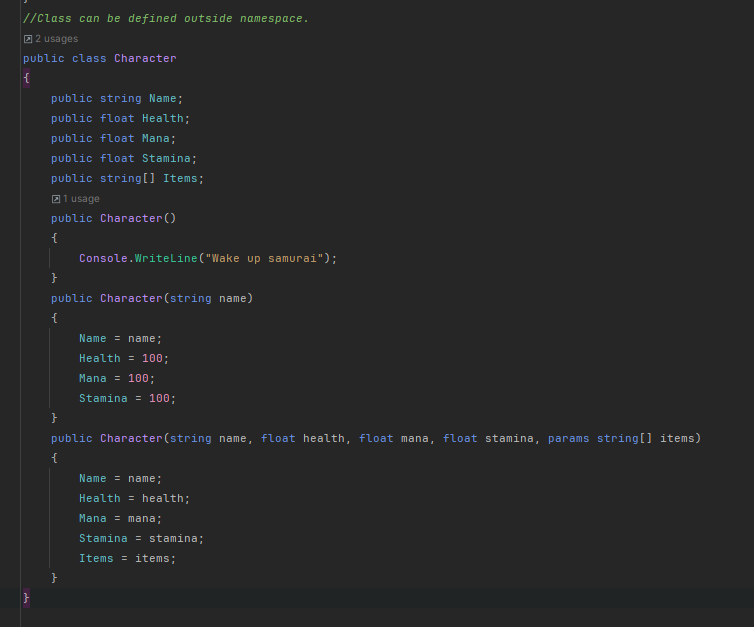 }
//Class can be defined outside namespace.
2 usages
public class Character
{
    public string Name;
    public float Health;
    public float Mana;
    public float Stamina;
    public string[] Items;
    1 usage
    public Character()
    {
        Console.WriteLine("Wake up samurai");
    }
    public Character(string name)
    {
        Name = name;
        Health = 100;
        Mana = 100;
        Stamina = 100;
    }
    public Character(string name, float health, float mana, float stamina, params string[] items)
    {
        Name = name;
        Health = health;
        Mana = mana;
        Stamina = stamina;
        Items = items;
    }
}